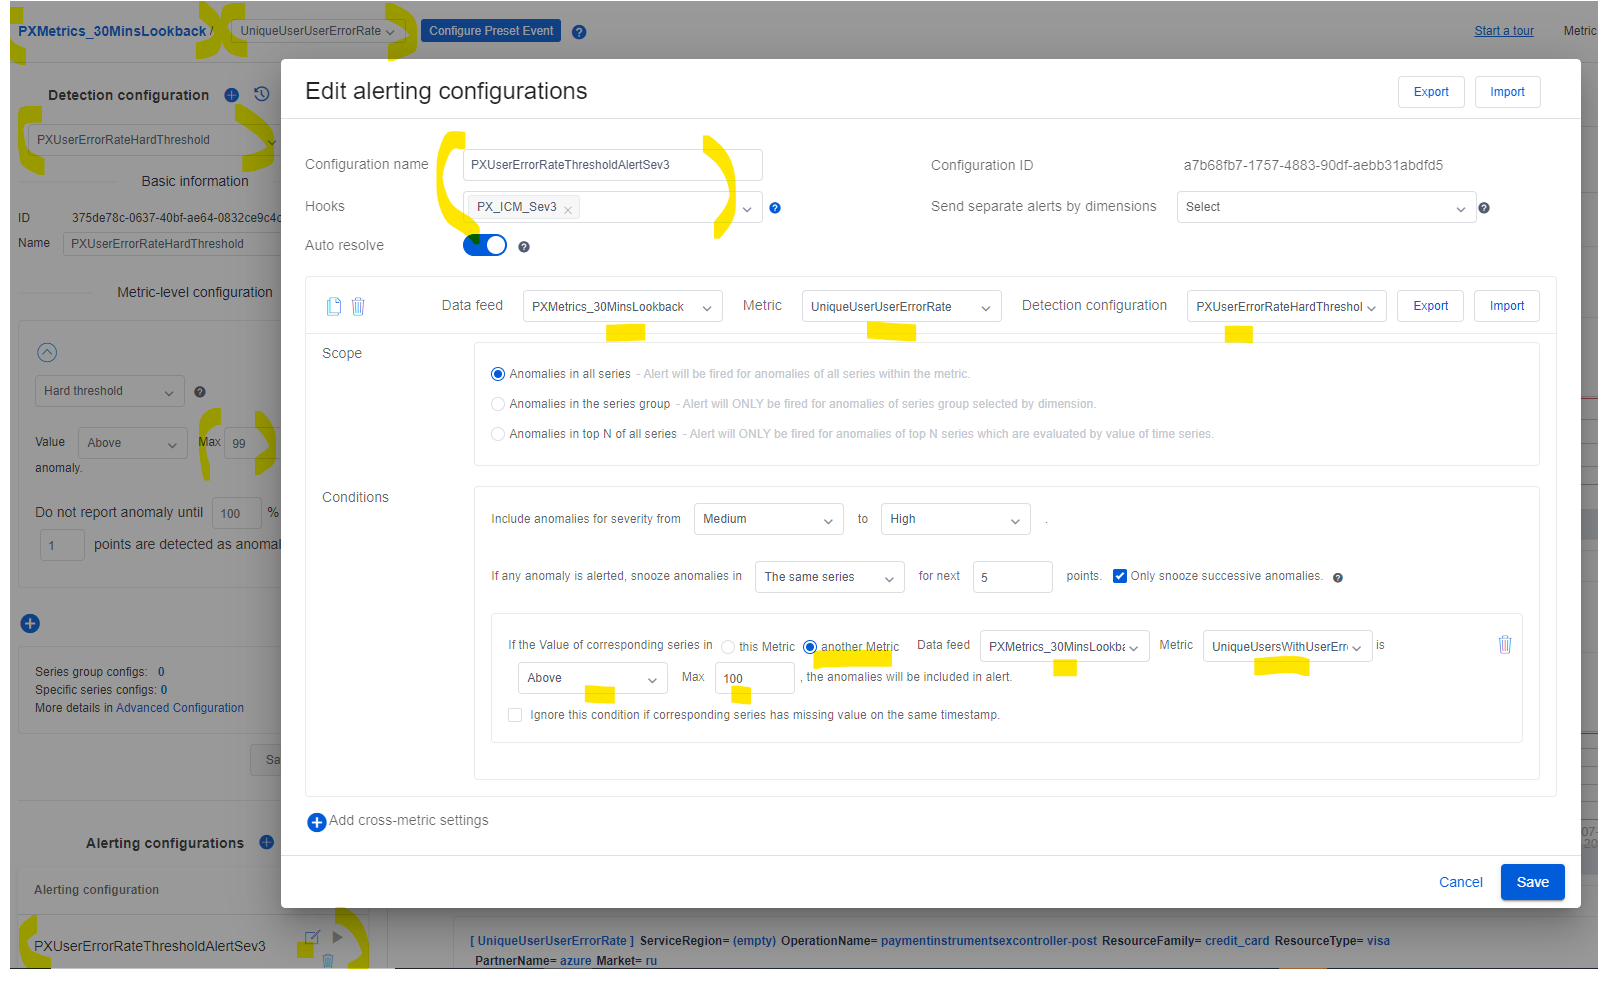 PXMetrics_30MinsLookback / UniqueUserUserErrorRate Configure Preset Event ? Start a tour Metric
Detection configuration
PXUserErrorRateHardThreshold
Basic information
ID 375de78c-0637-40bf-ae64-0832ce9c4c
Name PXUserErrorRateHardThreshold
Metric-level configuration
Hard threshold ?
Value Above Max 99
anomaly.
Do not report anomaly until 100 %
1 points are detected as anomal
Series group configs: 0
Specific series configs: 0
More details in Advanced Configuration
Sa
Alerting configurations
Alerting configuration
PXUserErrorRateThresholdAlertSev3
Edit alerting configurations Export Import
Configuration name PXUserErrorRateThresholdAlertSev3 Configuration ID a7b68fb7-1757-4883-90df-aebb31abdfd5
Hooks PX_ICM_Sev3 × ? Send separate alerts by dimensions Select ?
Auto resolve ?
Data feed PXMetrics_30MinsLookback Metric UniqueUserUserErrorRate Detection configuration PXUserErrorRateHardThreshol Export Import
Scope
Anomalies in all series - Alert will be fired for anomalies of all series within the metric.
Anomalies in the series group - Alert will ONLY be fired for anomalies of series group selected by dimension.
Anomalies in top N of all series - Alert will ONLY be fired for anomalies of top N series which are evaluated by value of time series.
Conditions
Include anomalies for severity from Medium to High .
If any anomaly is alerted, snooze anomalies in The same series for next 5 points. Only snooze successive anomalies. ?
If the Value of corresponding series in this Metric another Metric Data feed PXMetrics_30MinsLookba Metric UniqueUsersWithUserErr is
Above Max 100 , the anomalies will be included in alert.
Ignore this condition if corresponding series has missing value on the same timestamp.
Add cross-metric settings
Cancel Save
07-
20
[ UniqueUserUserErrorRate ] ServiceRegion= (empty) OperationName= paymentinstrumentsexcontroller-post ResourceFamily= credit_card ResourceType= visa
PartnerName= azure Market= ru